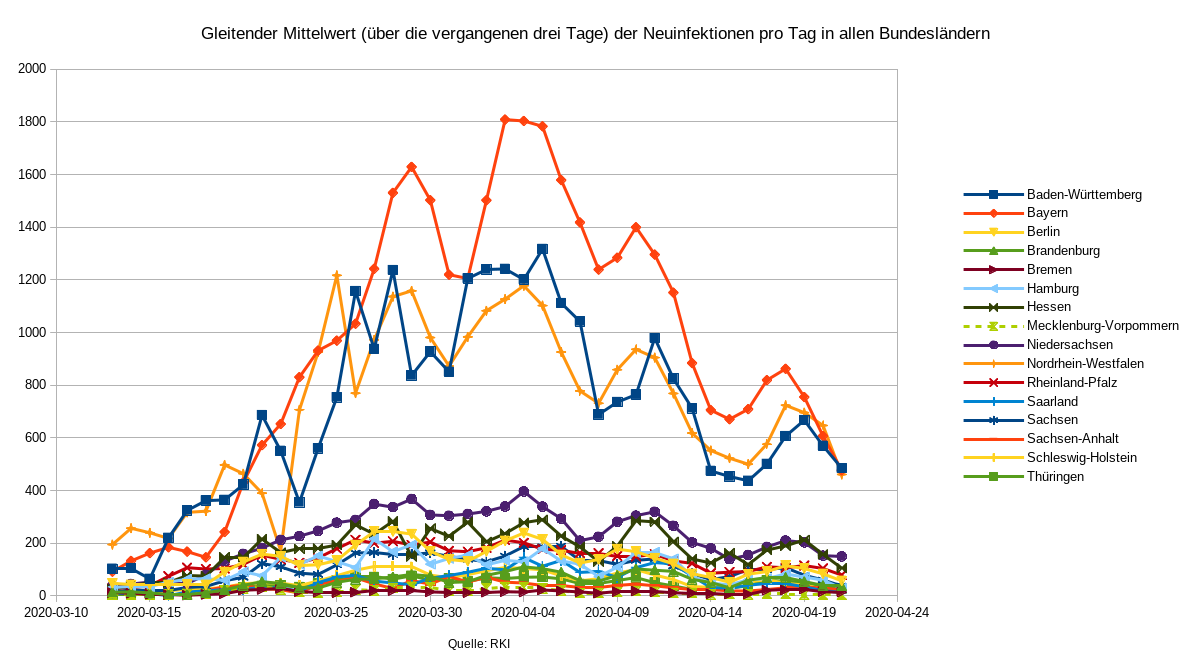 Gleitender Mittelwert (über die vergangenen drei Tage) der Neuinfektionen pro Tag in allen Bundesländern
2000
1800
1600
1400
1200
1000
800
600
400
200
0
2020-03-10 2020-03-15 2020-03-20 2020-03-25 2020-03-30 2020-04-04 2020-04-09 2020-04-14 2020-04-19 2020-04-24
Quelle: RKI
Baden-Württemberg
Bayern
Berlin
Brandenburg
Bremen
Hamburg
Hessen
Mecklenburg-Vorpommern
Niedersachsen
Nordrhein-Westfalen
Rheinland-Pfalz
Saarland
Sachsen
Sachsen-Anhalt
Schleswig-Holstein
Thüringen